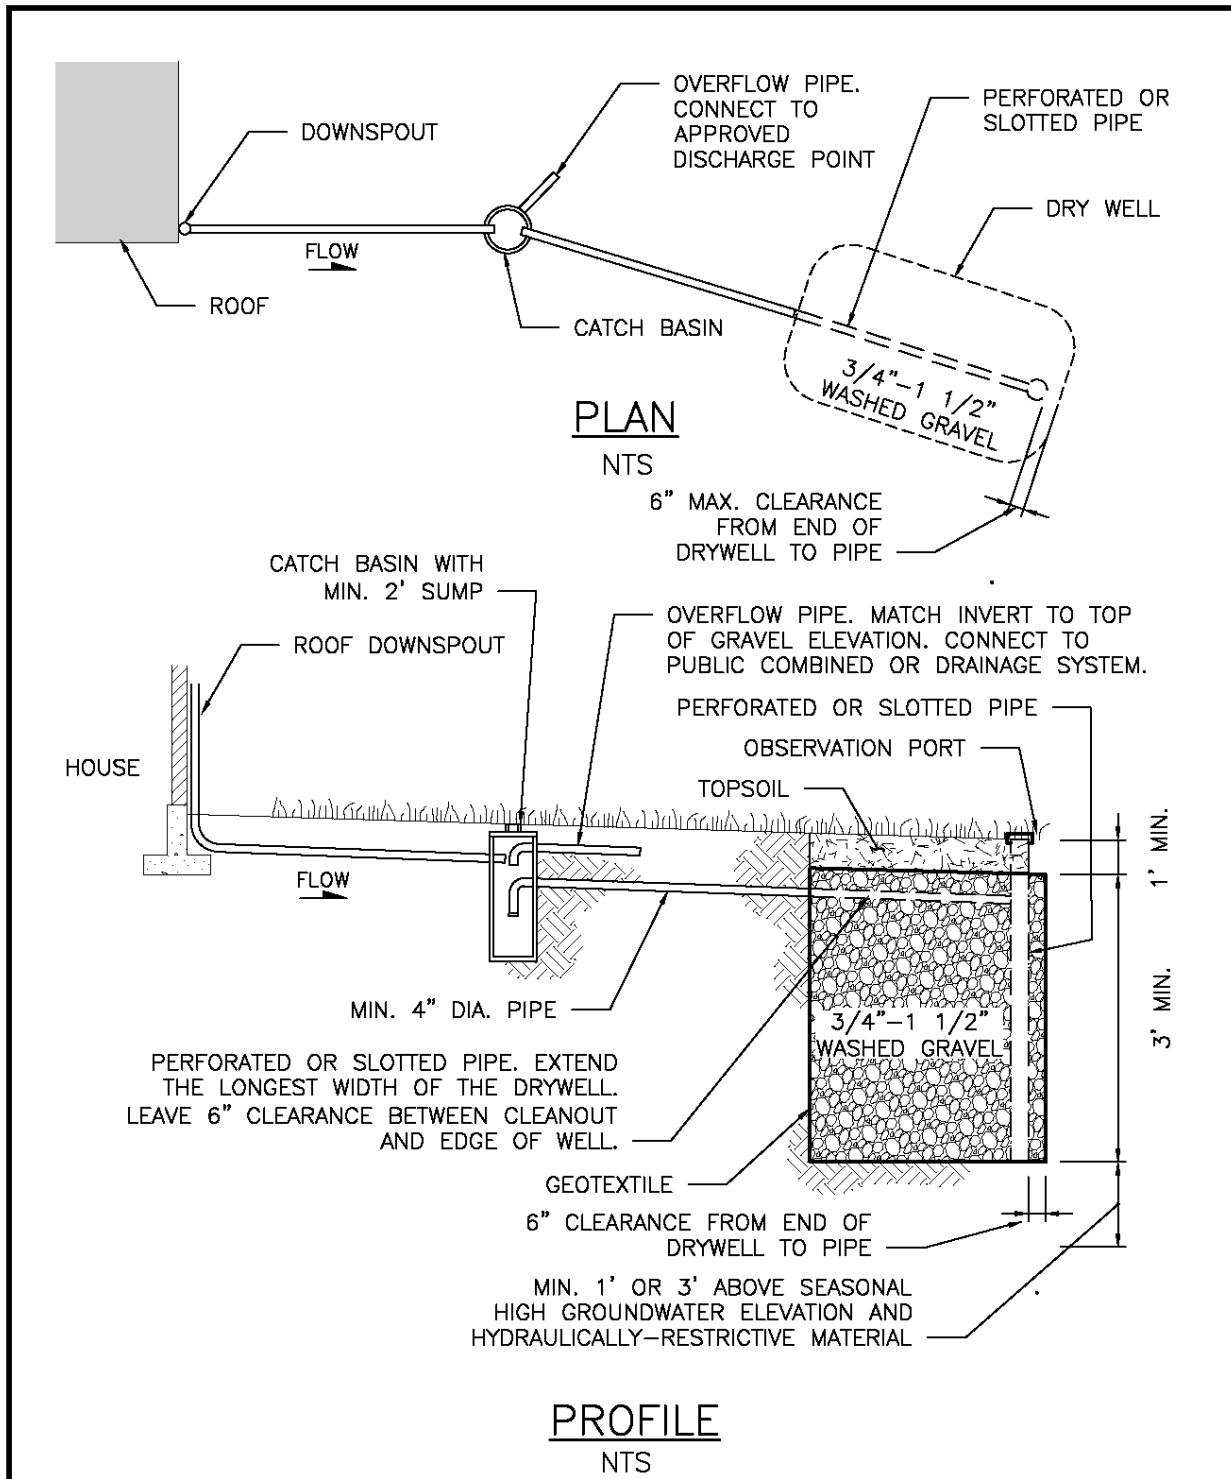 OVERFLOW PIPE.
CONNECT TO
APPROVED
DISCHARGE POINT
PERFORATED OR
SLOTTED PIPE
DOWNSPOUT
DRY WELL
FLOW
ROOF
CATCH BASIN
3/4"-1 1/2"
WASHED GRAVEL
PLAN
NTS
6" MAX. CLEARANCE
FROM END OF
DRYWELL TO PIPE
CATCH BASIN WITH
MIN. 2' SUMP
OVERFLOW PIPE. MATCH INVERT TO TOP
OF GRAVEL ELEVATION. CONNECT TO
PUBLIC COMBINED OR DRAINAGE SYSTEM.
ROOF DOWNSPOUT
PERFORATED OR SLOTTED PIPE
OBSERVATION PORT
HOUSE
TOPSOIL
1' MIN.
FLOW
MIN. 4" DIA. PIPE
3/4"-1 1/2"
WASHED GRAVEL
3' MIN.
PERFORATED OR SLOTTED PIPE. EXTEND
THE LONGEST WIDTH OF THE DRYWELL.
LEAVE 6" CLEARANCE BETWEEN CLEANOUT
AND EDGE OF WELL.
GEOTEXTILE
6" CLEARANCE FROM END OF
DRYWELL TO PIPE
MIN. 1' OR 3' ABOVE SEASONAL
HIGH GROUNDWATER ELEVATION AND
HYDRAULICALLY-RESTRICTIVE MATERIAL
PROFILE
NTS